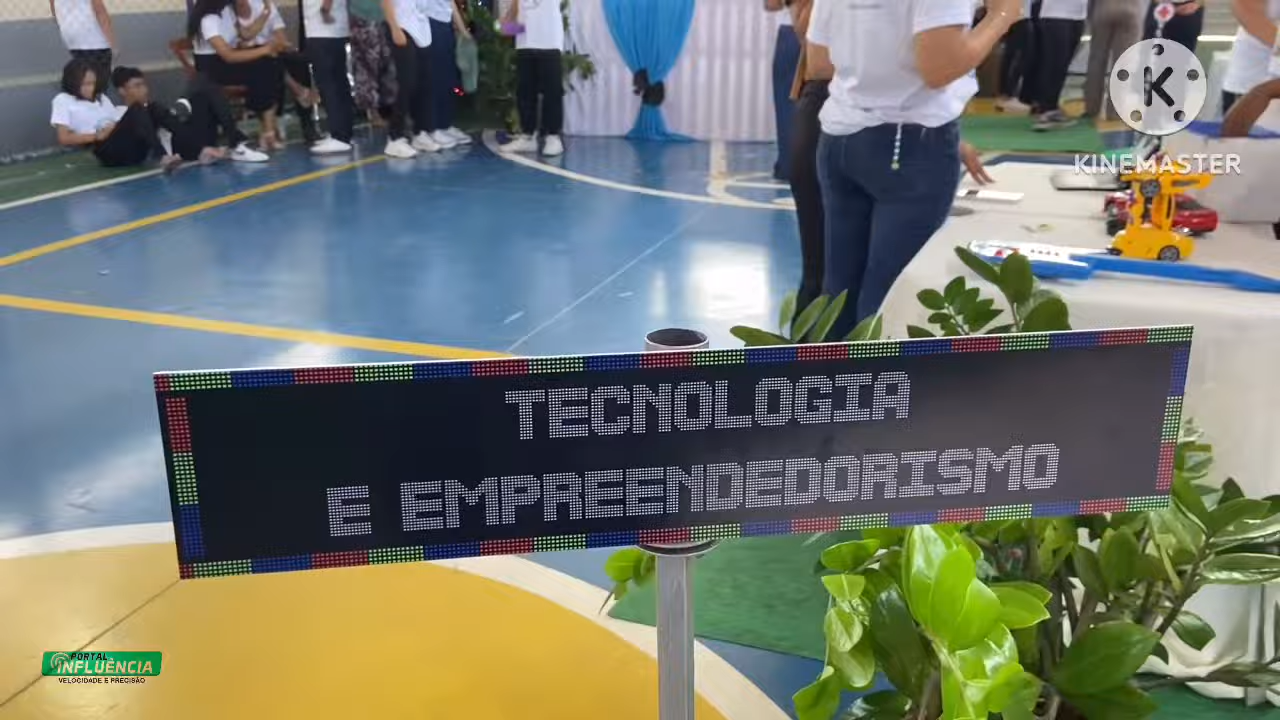 KINEMASTER
TECNOLOGIA
E EMPREENDEDORISMO
PORTAL
INFLUÊNCIA
VELOCIDADE E PRECISÃO